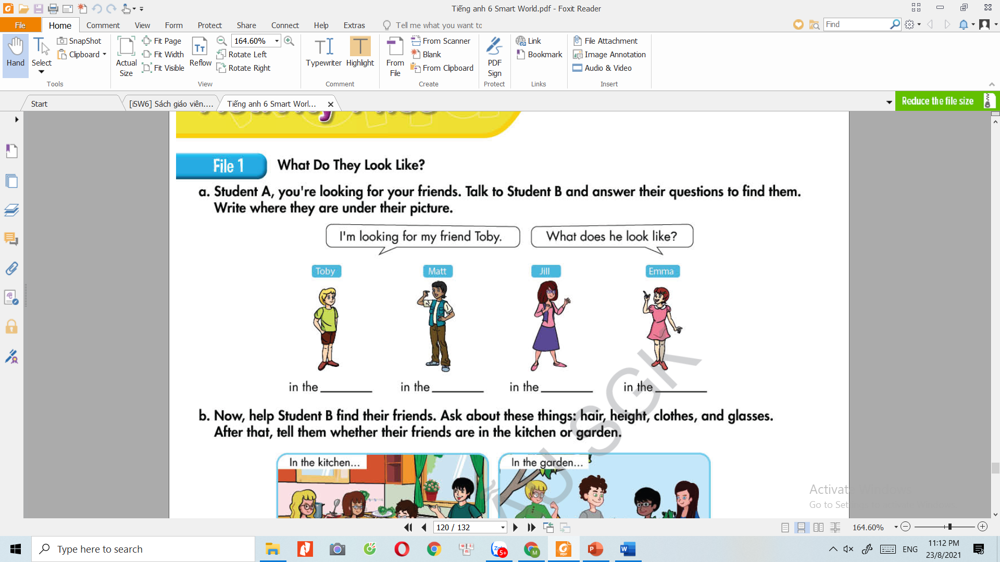 Tiếng anh 6 Smart World.pdf - Foxit Reader
File Home Comment View Form Protect Share Connect Help Extras Tell me what you want to Find
SnapShot Fit Page 164.60% From Scanner Link File Attachment
Clipboard Fit Width Rotate Left Blank Bookmark Image Annotation
Hand Select Actual Size Fit Visible Reflow Rotate Right Typewriter Highlight From File From Clipboard PDF Sign Audio & Video
Tools View Comment Create Protect Links Insert
Start [iSW6] Sách giáo viên.... Tiếng anh 6 Smart Worl... Reduce the file size
File 1 What Do They Look Like?
a. Student A, you're looking for your friends. Talk to Student B and answer their questions to find them.
Write where they are under their picture.
I'm looking for my friend Toby. What does he look like?
Toby Matt Jill Emma
in the in the in the in the
b. Now, help Student B find their friends. Ask about these things: hair, height, clothes, and glasses.
After that, tell them whether their friends are in the kitchen or garden.
In the kitchen... In the garden...
SGK
Go to Set
120 / 132 164.60%
Type here to search 5+ M ENG 11:12 PM
23/8/2021